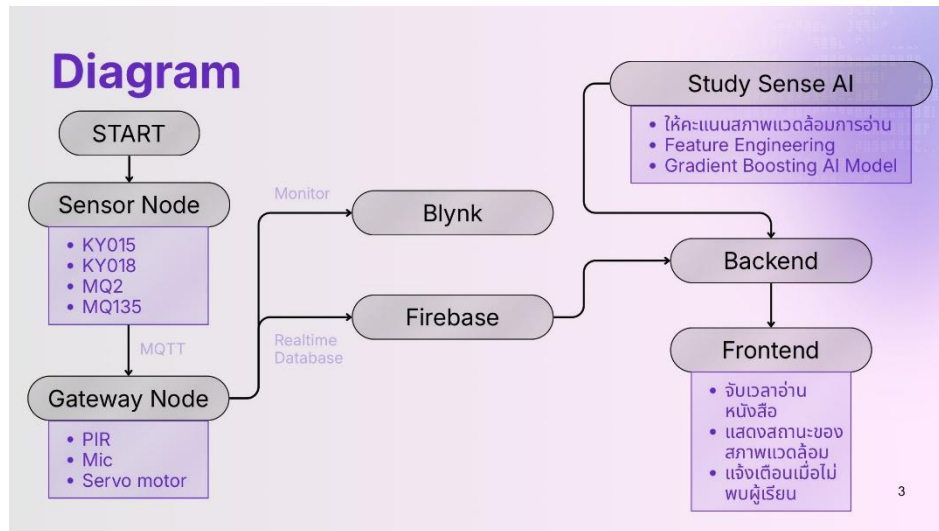 Diagram
START
Sensor Node
• KY015
• KY018
• MQ2
• MQ135
MQTT
Gateway Node
• PIR
• Mic
• Servo motor
Monitor
Blynk
Firebase
Realtime
Database
Study Sense AI
• ให้คะแนนสภาพแวดล้อมการอ่าน
• Feature Engineering
• Gradient Boosting AI Model
Backend
Frontend
• จับเวลาอ่าน
หนังสือ
• แสดงสถานะของ
สภาพแวดล้อม
• แจ้งเตือนเมื่อไม่
พบผู้เรียน
3